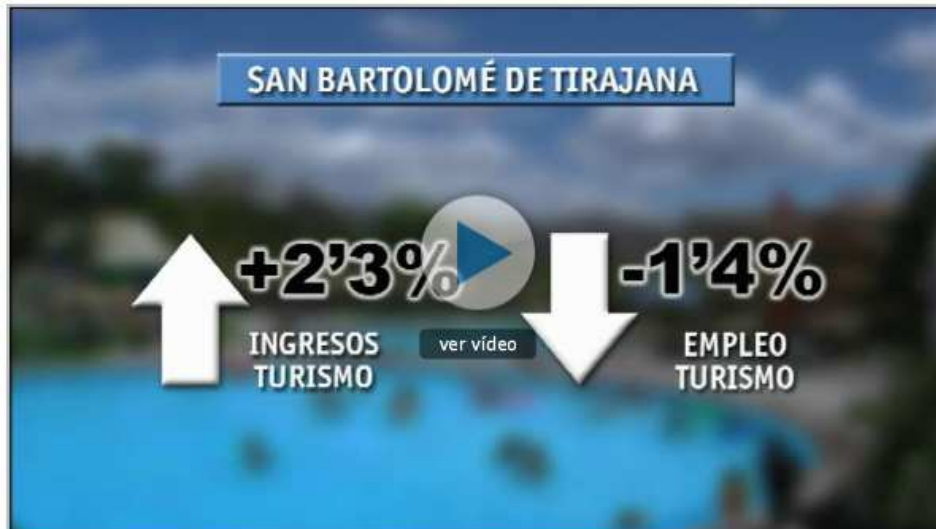 SAN BARTOLOMÉ DE TIRAJANA
+2’3%
-1’4%
INGRESOS
TURISMO
ver vídeo
EMPLEO
TURISMO